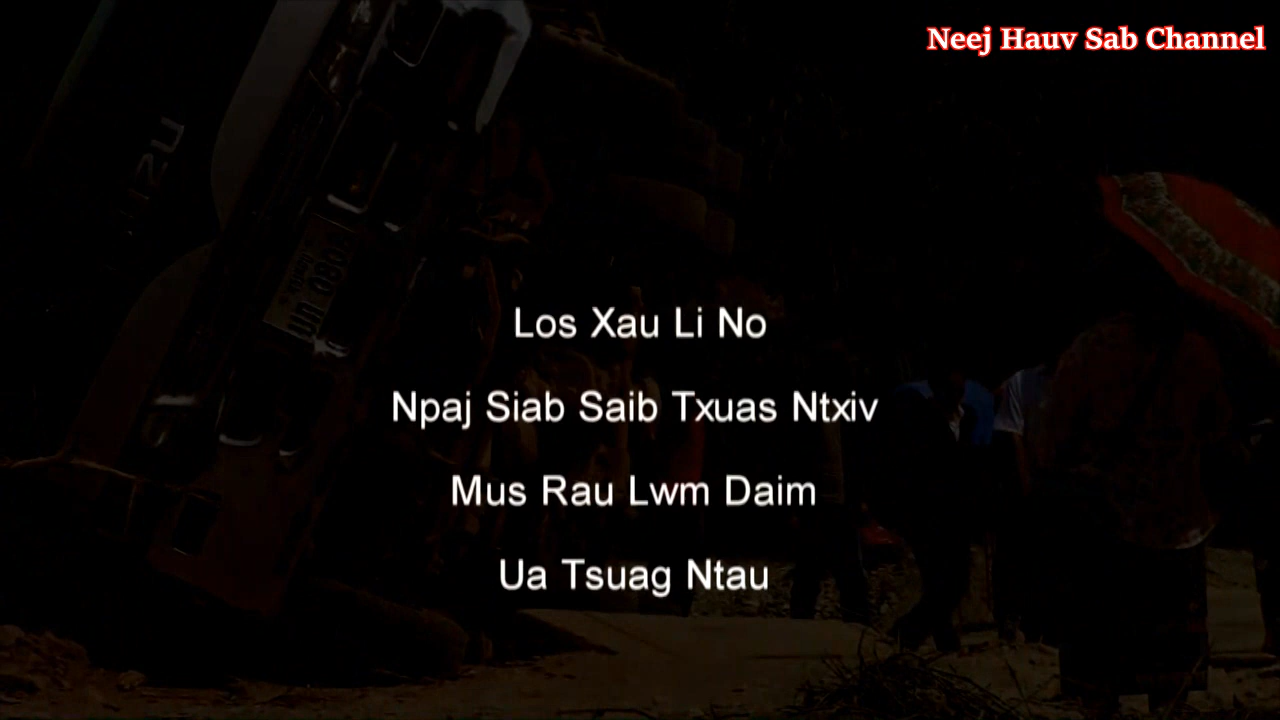 Neej Hauv Sab Channel
Los Xau Li No
Npaj Siab Saib Txuas Ntxiv
Mus Rau Lwm Daim
Ua Tsuag Ntau